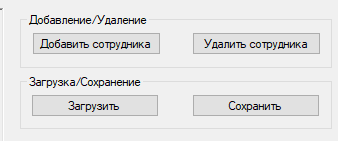 Добавление/Удаление
Добавить сотрудника Удалить сотрудника
Загрузка/Сохранение
Загрузить Сохранить